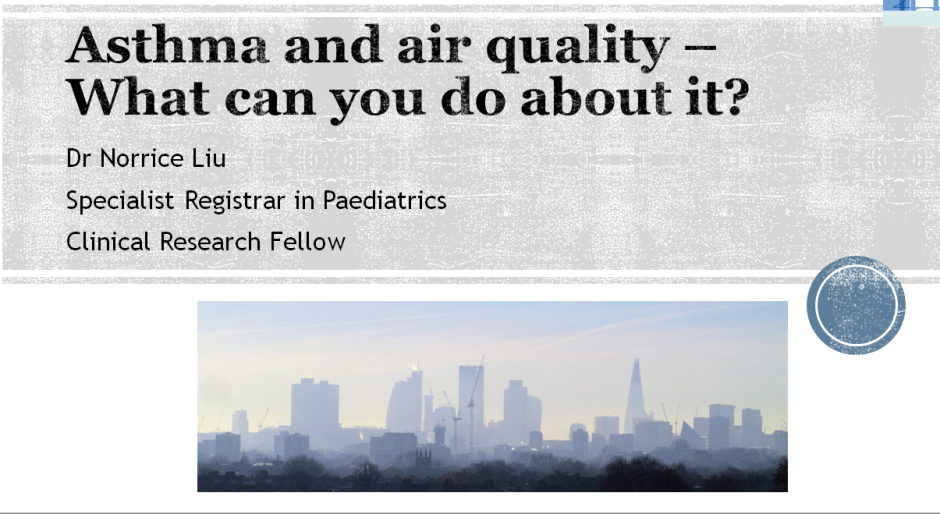 Asthma and air quality –
What can you do about it?
Dr Norrice Liu
Specialist Registrar in Paediatrics
Clinical Research Fellow